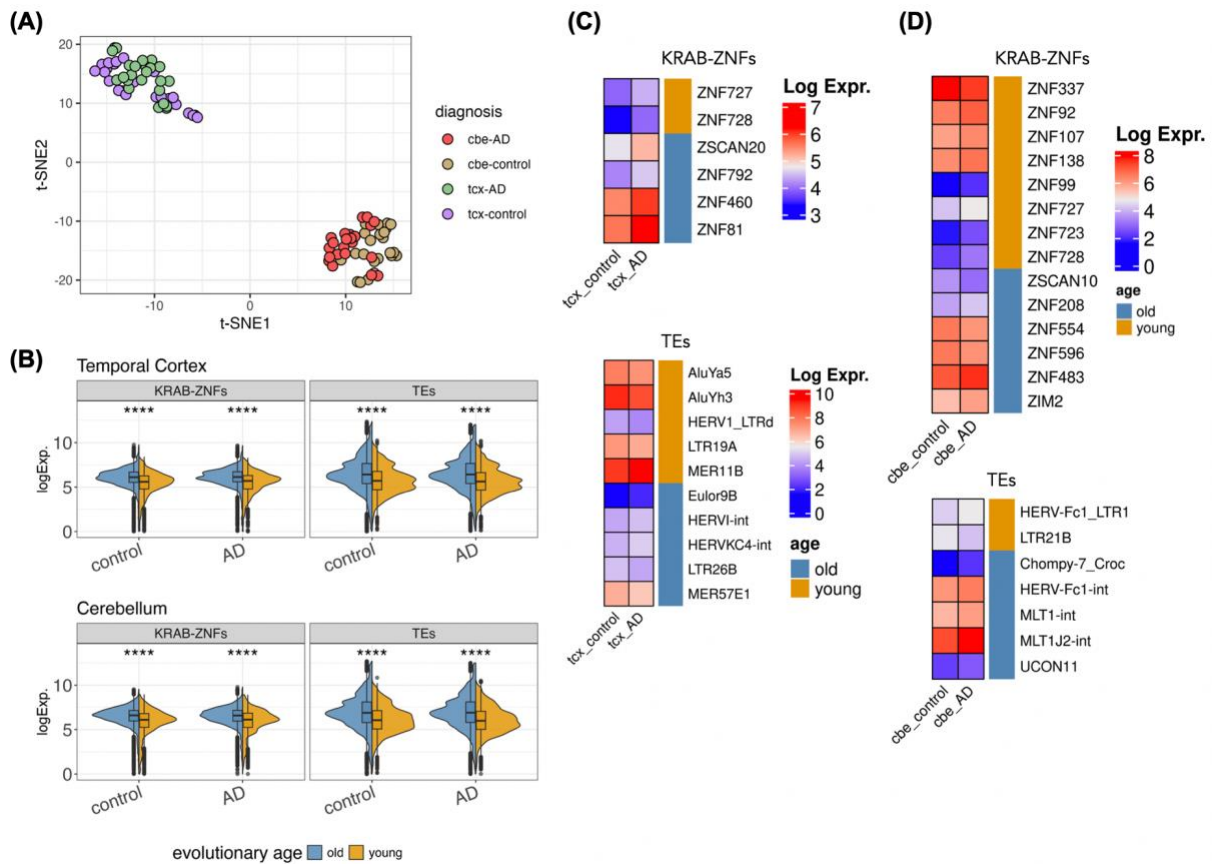 (A)
20
10
0
-10
-20
t-SNE2
-10
0
10
t-SNE1
diagnosis
cbe-AD
cbe-control
tcx-AD
tcx-control
(B)
Temporal Cortex
KRAB-ZNFs
TEs
**** **** **** ****
logExp.
10
5
0
control
AD
control
AD
Cerebellum
KRAB-ZNFs
TEs
**** **** **** ****
logExp.
10
5
0
control
AD
control
AD
evolutionary age old young
(C)
KRAB-ZNFs
ZNF727
ZNF728
ZSCAN20
ZNF792
ZNF460
ZNF81
tcx_control
tcx_AD
Log Expr.
7
6
5
4
3
TEs
AluYa5
AluYh3
HERV1_LTRd
LTR19A
MER11B
Eulor9B
HERVI-int
HERVKC4-int
LTR26B
MER57E1
tcx_control
tcx_AD
Log Expr.
10
8
6
4
2
0
age
old
young
(D)
KRAB-ZNFs
ZNF337
ZNF92
ZNF107
ZNF138
ZNF99
ZNF727
ZNF723
ZNF728
ZSCAN10
ZNF208
ZNF554
ZNF596
ZNF483
ZIM2
cbe_control
cbe_AD
Log Expr.
8
6
4
2
0
age
old
young
TEs
HERV-Fc1_LTR1
LTR21B
Chompy-7_Croc
HERV-Fc1-int
MLT1-int
MLT1J2-int
UCON11
cbe_control
cbe_AD